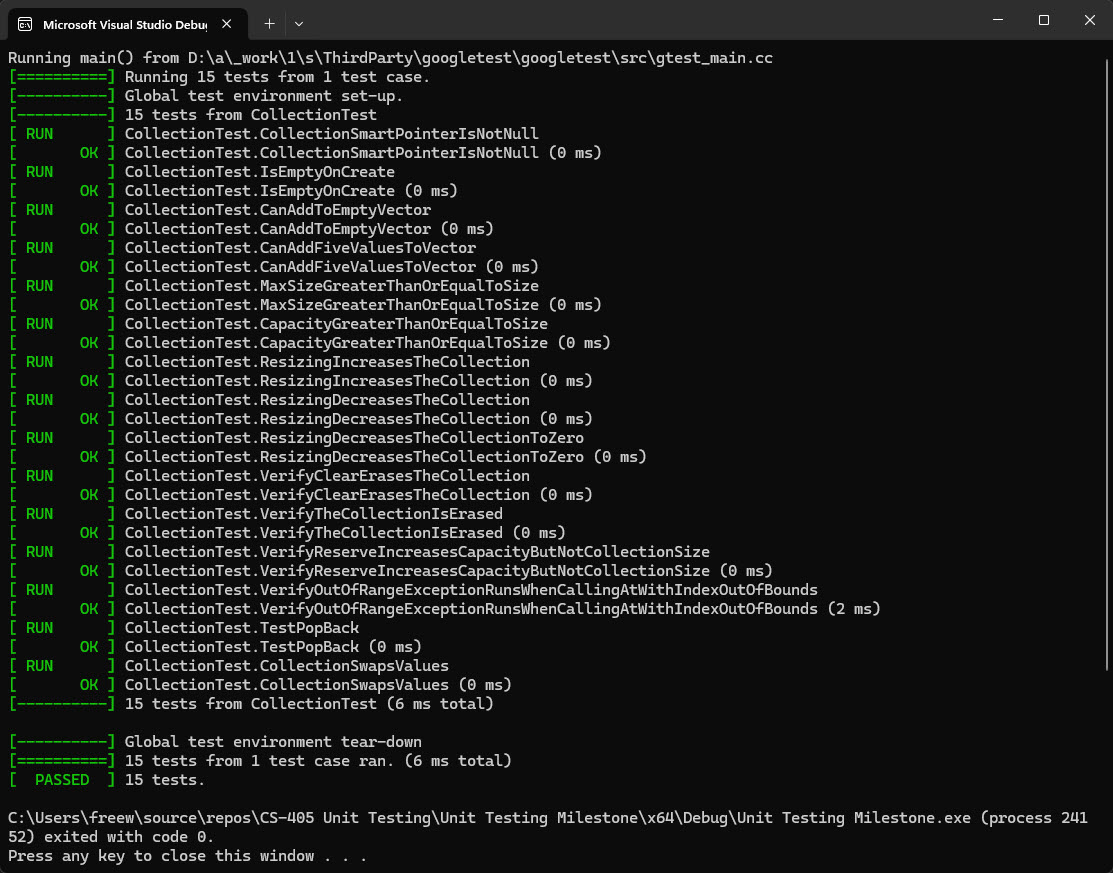 Microsoft Visual Studio Debug
Running main() from D:\a\_work\1\s\ThirdParty\googletest\googletest\src\gtest_main.cc
[==========] Running 15 tests from 1 test case.
[----------] Global test environment set-up.
[----------] 15 tests from CollectionTest
[ RUN      ] CollectionTest.CollectionSmartPointerIsNotNull
[       OK ] CollectionTest.CollectionSmartPointerIsNotNull (0 ms)
[ RUN      ] CollectionTest.IsEmptyOnCreate
[       OK ] CollectionTest.IsEmptyOnCreate (0 ms)
[ RUN      ] CollectionTest.CanAddToEmptyVector
[       OK ] CollectionTest.CanAddToEmptyVector (0 ms)
[ RUN      ] CollectionTest.CanAddFiveValuesToVector
[       OK ] CollectionTest.CanAddFiveValuesToVector (0 ms)
[ RUN      ] CollectionTest.MaxSizeGreaterThanOrEqualToSize
[       OK ] CollectionTest.MaxSizeGreaterThanOrEqualToSize (0 ms)
[ RUN      ] CollectionTest.CapacityGreaterThanOrEqualToSize
[       OK ] CollectionTest.CapacityGreaterThanOrEqualToSize (0 ms)
[ RUN      ] CollectionTest.ResizingIncreasesTheCollection
[       OK ] CollectionTest.ResizingIncreasesTheCollection (0 ms)
[ RUN      ] CollectionTest.ResizingDecreasesTheCollection
[       OK ] CollectionTest.ResizingDecreasesTheCollection (0 ms)
[ RUN      ] CollectionTest.ResizingDecreasesTheCollectionToZero
[       OK ] CollectionTest.ResizingDecreasesTheCollectionToZero (0 ms)
[ RUN      ] CollectionTest.VerifyClearErasesTheCollection
[       OK ] CollectionTest.VerifyClearErasesTheCollection (0 ms)
[ RUN      ] CollectionTest.VerifyTheCollectionIsErased
[       OK ] CollectionTest.VerifyTheCollectionIsErased (0 ms)
[ RUN      ] CollectionTest.VerifyReserveIncreasesCapacityButNotCollectionSize
[       OK ] CollectionTest.VerifyReserveIncreasesCapacityButNotCollectionSize (0 ms)
[ RUN      ] CollectionTest.VerifyOutOfRangeExceptionRunsWhenCallingAtWithIndexOutOfBounds
[       OK ] CollectionTest.VerifyOutOfRangeExceptionRunsWhenCallingAtWithIndexOutOfBounds (2 ms)
[ RUN      ] CollectionTest.TestPopBack
[       OK ] CollectionTest.TestPopBack (0 ms)
[ RUN      ] CollectionTest.CollectionSwapsValues
[       OK ] CollectionTest.CollectionSwapsValues (0 ms)
[----------] 15 tests from CollectionTest (6 ms total)
[----------] Global test environment tear-down
[==========] 15 tests from 1 test case ran. (6 ms total)
[  PASSED  ] 15 tests.
C:\Users\freew\source\repos\CS-405 Unit Testing\Unit Testing Milestone\x64\Debug\Unit Testing Milestone.exe (process 241
52) exited with code 0.
Press any key to close this window . . .